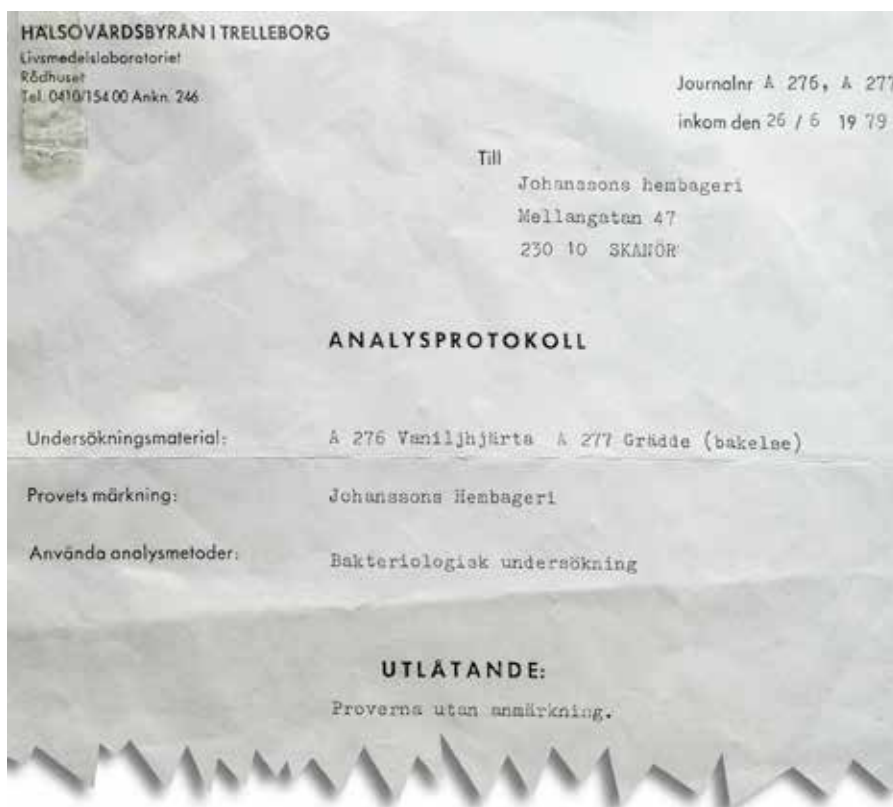 HÄLSOVÅRDSBYRÅN I TRELLEBORG
Livsmedelslaboratoriet
Rådhuset
Tel. 0410/154 00 Ankn. 246
Journalnr A 276, A 277
inkom den 26 / 6 19 79
Till
Johanssons hembageri
Mellangatan 47
230 10 SKANÖR
ANALYSPROTOKOLL
Undersökningsmaterial: A 276 Vaniljhjärta A 277 Grädde (bakelse)
Provets märkning: Johanssons Hembageri
Använda analysmetoder: Bakteriologisk undersökning
UTLÅTANDE:
Proverna utan anmärkning.